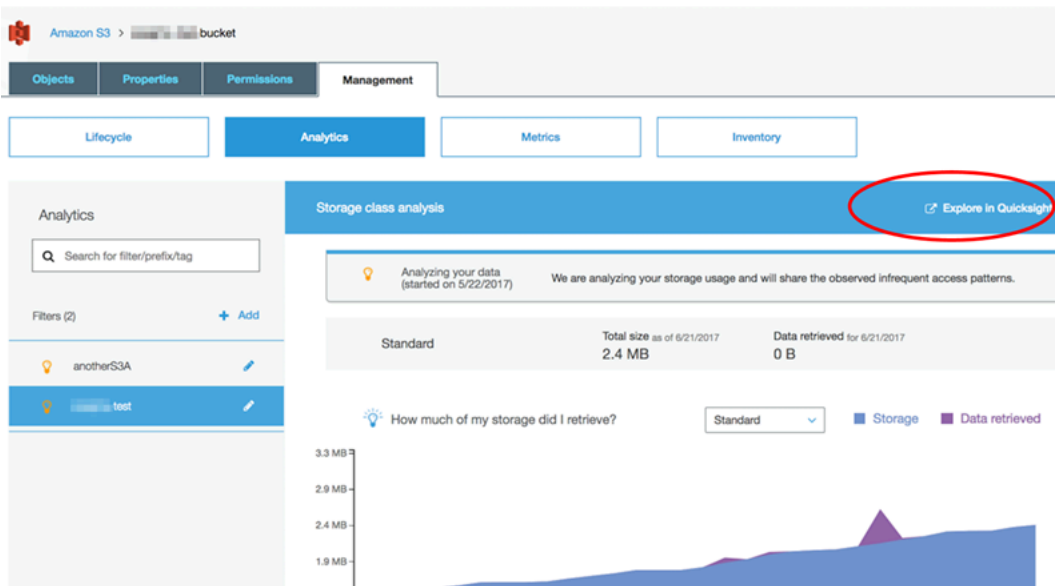 Amazon S3 > bucket
Objects Properties Permissions Management
Lifecycle Analytics Metrics Inventory
Analytics
Search for filter/prefix/tag
Filters (2) + Add
anotherS3A
test
Storage class analysis Explore in Quicksight
Analyzing your data
(started on 5/22/2017)
We are analyzing your storage usage and will share the observed infrequent access patterns.
Standard
Total size as of 6/21/2017
2.4 MB
Data retrieved for 6/21/2017
0 B
How much of my storage did I retrieve? Standard Storage Data retrieved
3.3 MB
2.9 MB
2.4 MB
1.9 MB